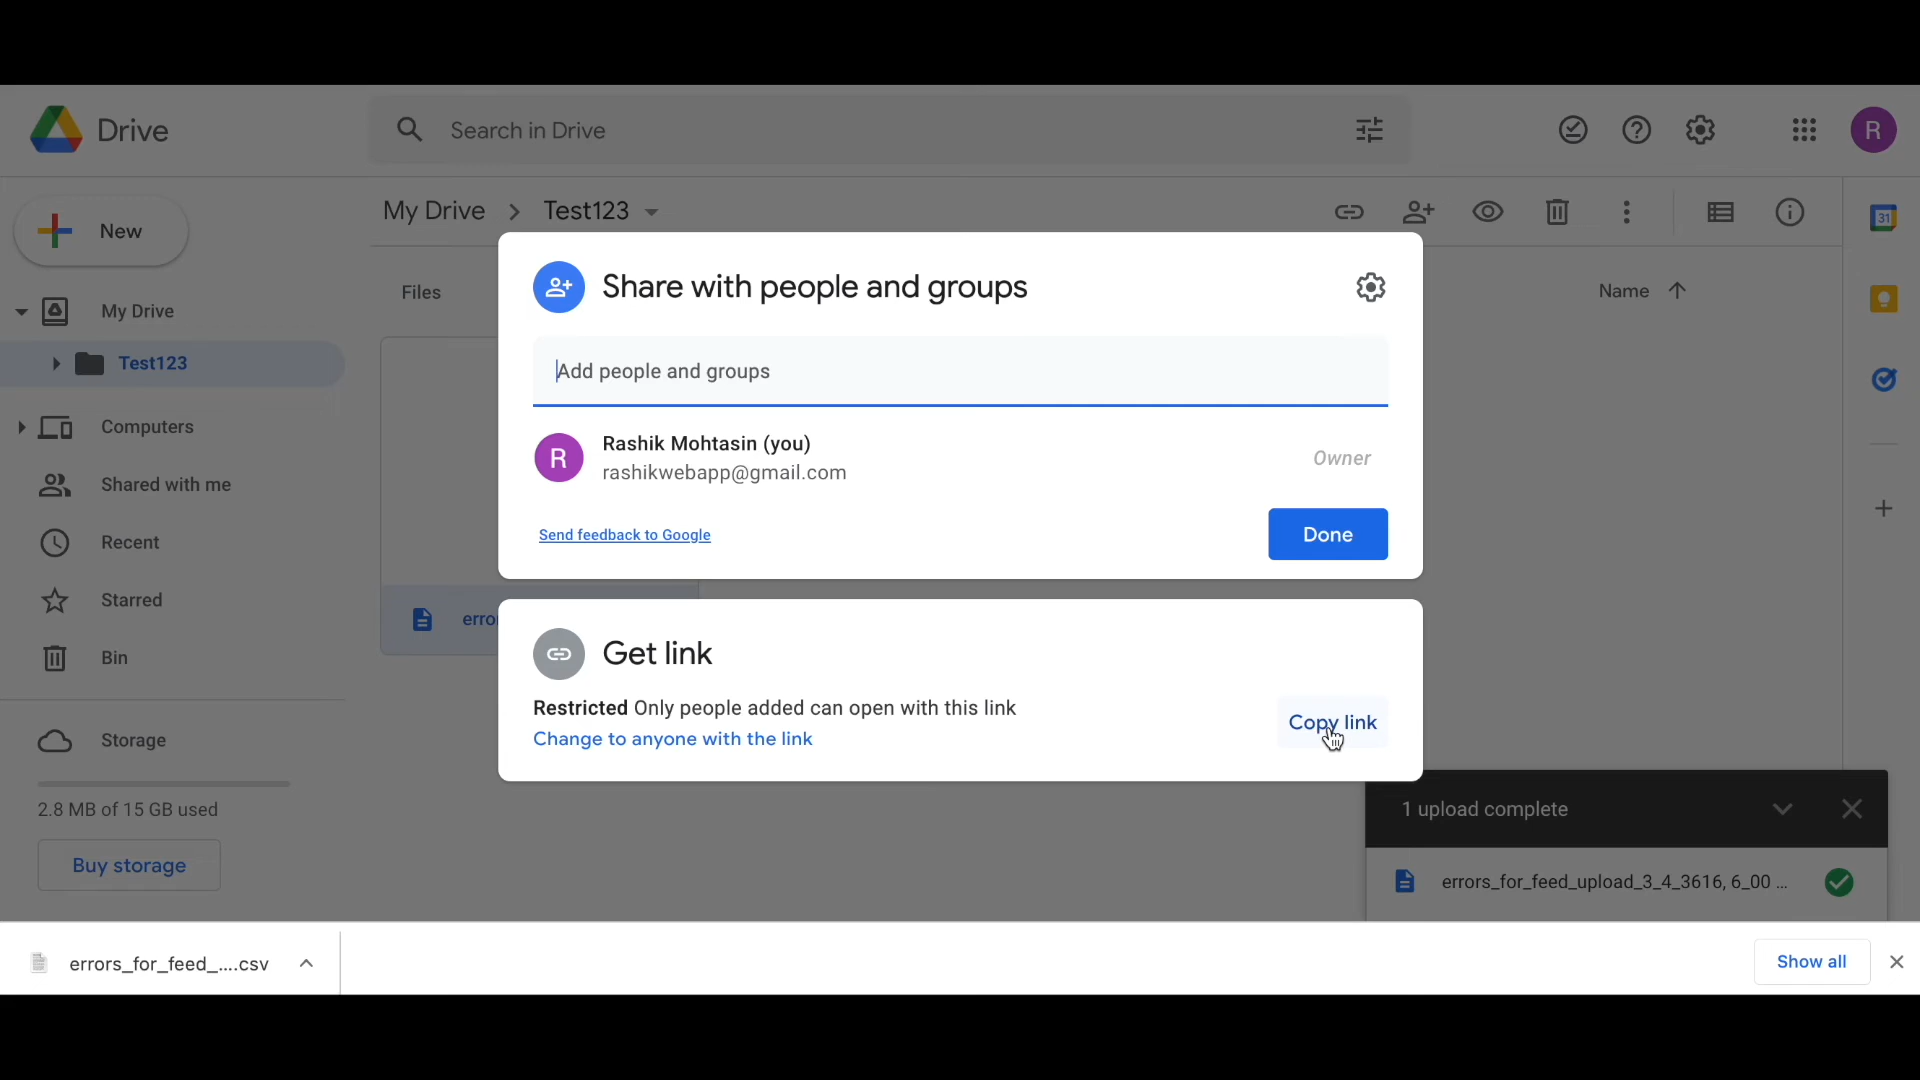 Drive
Search in Drive
R
New
My Drive
Test123
Files
Name
31
My Drive
Test123
Computers
Shared with me
Recent
Starred
Bin
Storage
2.8 MB of 15 GB used
Buy storage
Share with people and groups
Add people and groups
R
Rashik Mohtasin (you)
rashikwebapp@gmail.com
Owner
Send feedback to Google
Done
Get link
Restricted Only people added can open with this link
Change to anyone with the link
Copy link
1 upload complete
errors_for_feed_upload_3_4_3616, 6_00 ...
errors_for_feed_....csv
Show all